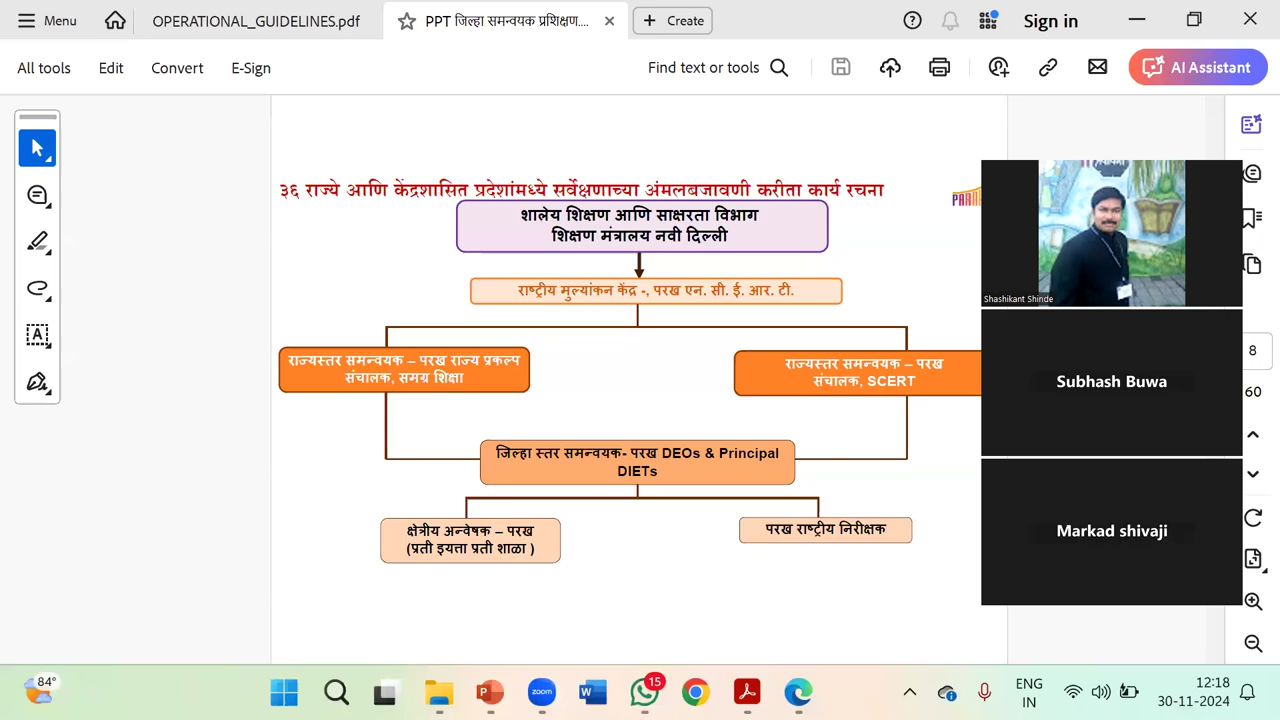 Menu
OPERATIONAL_GUIDELINES.pdf
PPT जिल्हा समन्वयक प्रशिक्षण....
Create
Sign in
All tools
Edit
Convert
E-Sign
Find text or tools
AI Assistant
३६ राज्ये आणि केंद्रशासित प्रदेशांमध्ये सर्वेक्षणाच्या अंमलबजावणी करीता कार्य रचना
शालेय शिक्षण आणि साक्षरता विभाग
शिक्षण मंत्रालय नवी दिल्ली
राष्ट्रीय मुल्यांकन केंद्र -, परख एन. सी. ई. आर. टी.
राज्यस्तर समन्वयक – परख राज्य प्रकल्प
संचालक, समग्र शिक्षा
राज्यस्तर समन्वयक – परख
संचालक, SCERT
जिल्हा स्तर समन्वयक- परख DEOs & Principal
DIETs
क्षेत्रीय अन्वेषक – परख
(प्रती इयत्ता प्रती शाळा )
परख राष्ट्रीय निरीक्षक
Shashikant Shinde
Subhash Buwa
Markad shivaji
8
60
84°
zoom
15
ENG
IN
12:18
30-11-2024